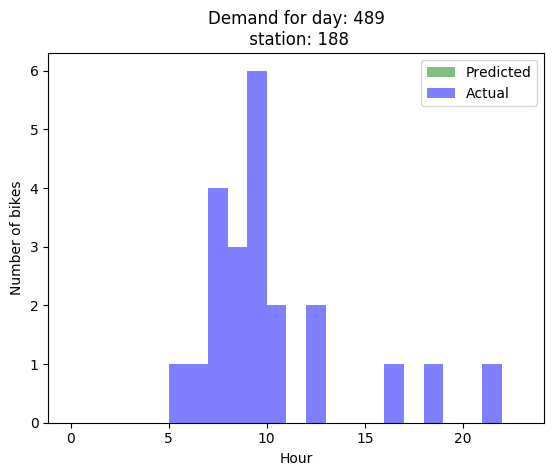 Demand for day: 489
station: 188
Predicted
Actual
Number of bikes
6
5
4
3
2
1
0
0 5 10 15 20
Hour